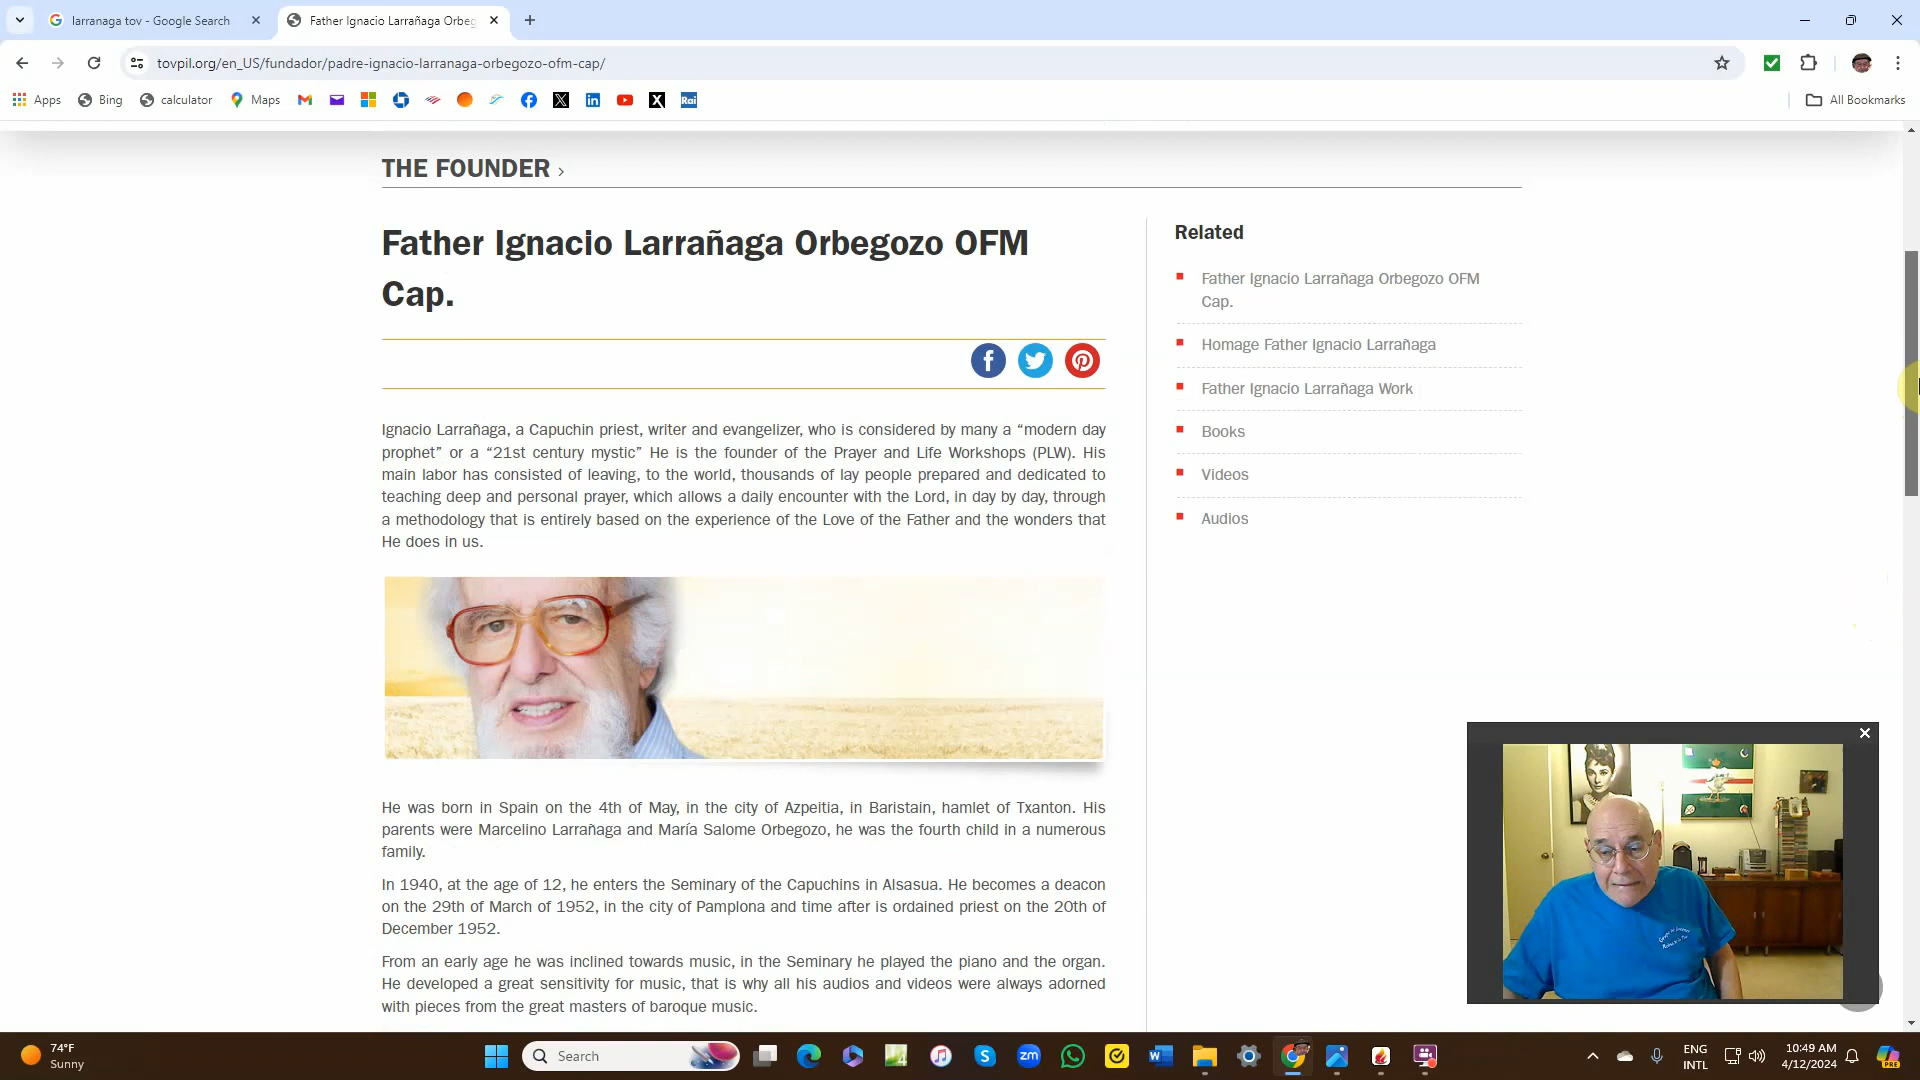 larranaga tov - Google Search
Father Ignacio Larrañaga Orbeg
tovpil.org/en_US/fundador/padre-ignacio-larranaga-orbegozo-ofm-cap/
Apps
Bing
calculator
Maps
All Bookmarks
THE FOUNDER ›
Father Ignacio Larrañaga Orbegozo OFM
Cap.
Ignacio Larrañaga, a Capuchin priest, writer and evangelizer, who is considered by many a “modern day
prophet” or a “21st century mystic” He is the founder of the Prayer and Life Workshops (PLW). His
main labor has consisted of leaving, to the world, thousands of lay people prepared and dedicated to
teaching deep and personal prayer, which allows a daily encounter with the Lord, in day by day, through
a methodology that is entirely based on the experience of the Love of the Father and the wonders that
He does in us.
He was born in Spain on the 4th of May, in the city of Azpeitia, in Baristain, hamlet of Txanton. His
parents were Marcelino Larrañaga and María Salome Orbegozo, he was the fourth child in a numerous
family.
In 1940, at the age of 12, he enters the Seminary of the Capuchins in Alsasua. He becomes a deacon
on the 29th of March of 1952, in the city of Pamplona and time after is ordained priest on the 20th of
December 1952.
From an early age he was inclined towards music, in the Seminary he played the piano and the organ.
He developed a great sensitivity for music, that is why all his audios and videos were always adorned
with pieces from the great masters of baroque music.
Related
Father Ignacio Larrañaga Orbegozo OFM
Cap.
Homage Father Ignacio Larrañaga
Father Ignacio Larrañaga Work
Books
Videos
Audios
74°F
Sunny
Search
ENG
INTL
10:49 AM
4/12/2024